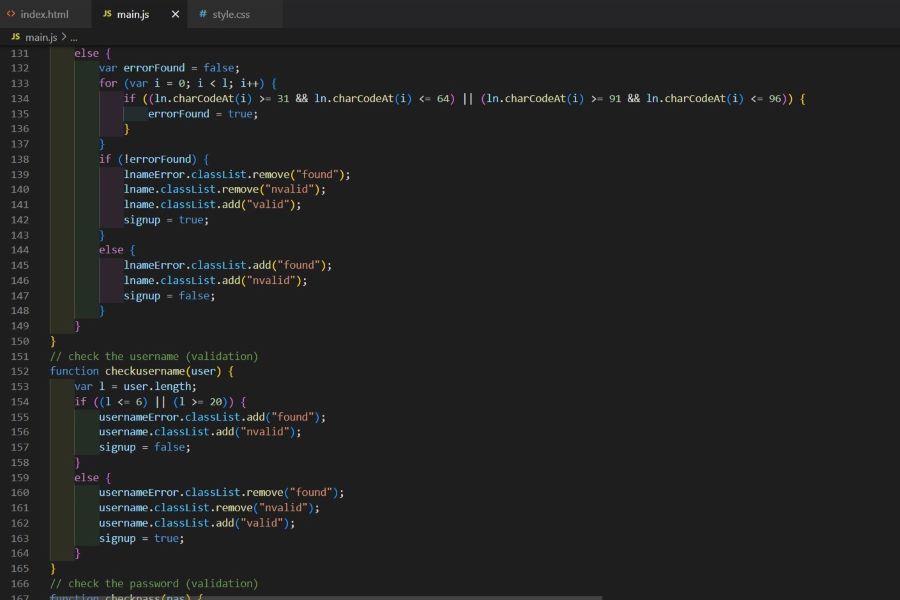 <> index.html JS main.js × # style.css
JS main.js > ...
131 else {
132 var errorFound = false;
133 for (var i = 0; i < l; i++) {
134 if ((ln.charCodeAt(i) >= 31 && ln.charCodeAt(i) <= 64) || (ln.charCodeAt(i) >= 91 && ln.charCodeAt(i) <= 96)) {
135 errorFound = true;
136 }
137 }
138 if (!errorFound) {
139 lnameError.classList.remove("found");
140 lname.classList.remove("nvalid");
141 lname.classList.add("valid");
142 signup = true;
143 }
144 else {
145 lnameError.classList.add("found");
146 lname.classList.add("nvalid");
147 signup = false;
148 }
149 }
150 }
151 // check the username (validation)
152 function checkusername(user) {
153 var l = user.length;
154 if ((l <= 6) || (l >= 20)) {
155 usernameError.classList.add("found");
156 username.classList.add("nvalid");
157 signup = false;
158 }
159 else {
160 usernameError.classList.remove("found");
161 username.classList.remove("nvalid");
162 username.classList.add("valid");
163 signup = true;
164 }
165 }
166 // check the password (validation)
167 function checkpass(pas) {